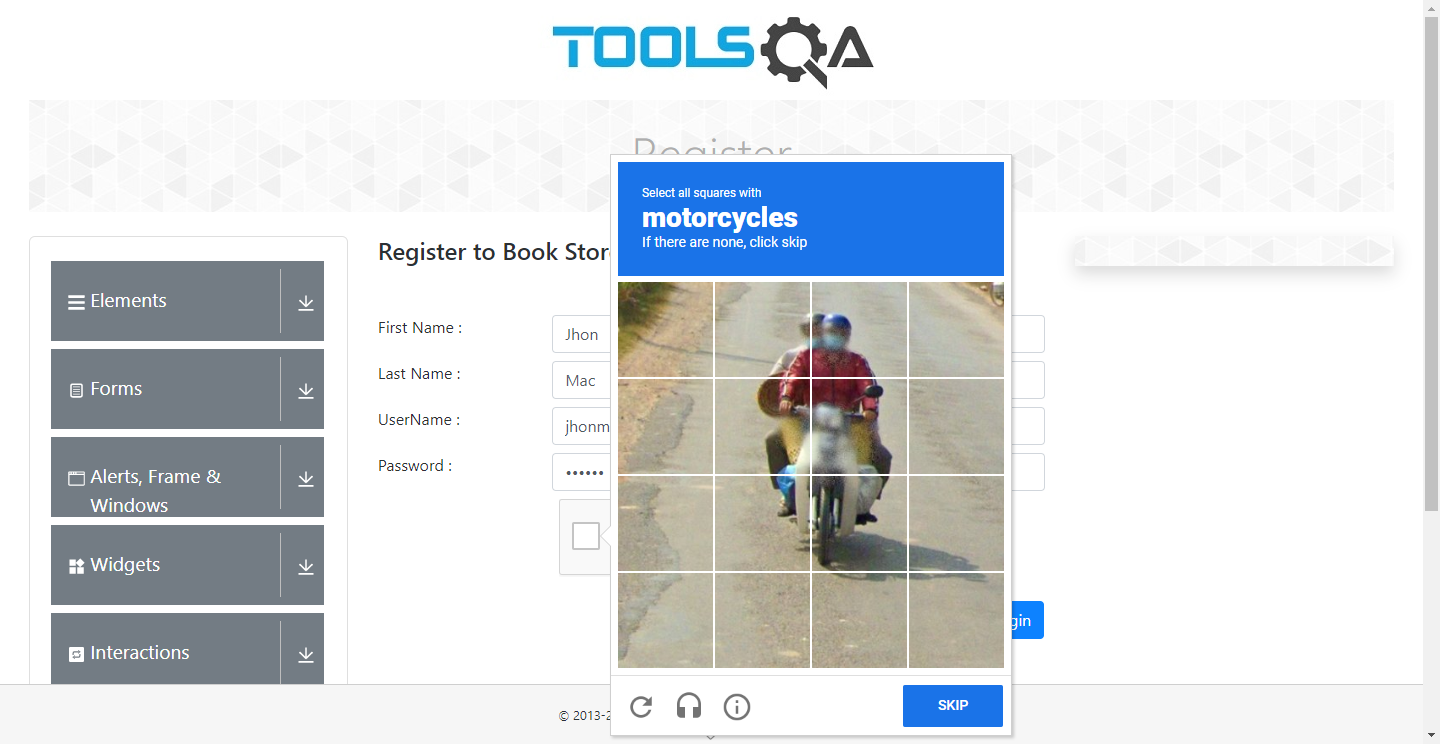 TOOLSQA
Register
Select all squares with
motorcycles
If there are none, click skip
Register to Book Stor
Elements
Forms
Alerts, Frame &
Windows
Widgets
Interactions
First Name :
Jhon
Last Name :
Mac
UserName :
jhonm
Password :
••••••
gin
© 2013-2
SKIP